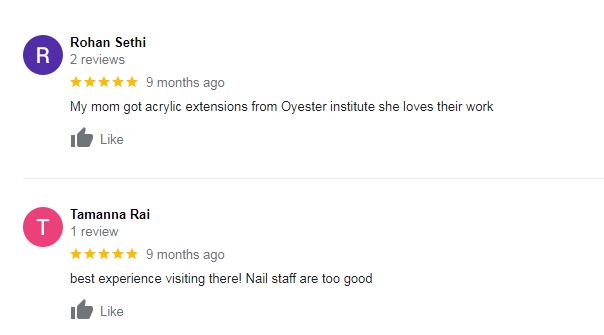 R
Rohan Sethi
2 reviews
9 months ago
My mom got acrylic extensions from Oyester institute she loves their work
Like
T
Tamanna Rai
1 review
9 months ago
best experience visiting there! Nail staff are too good
Like